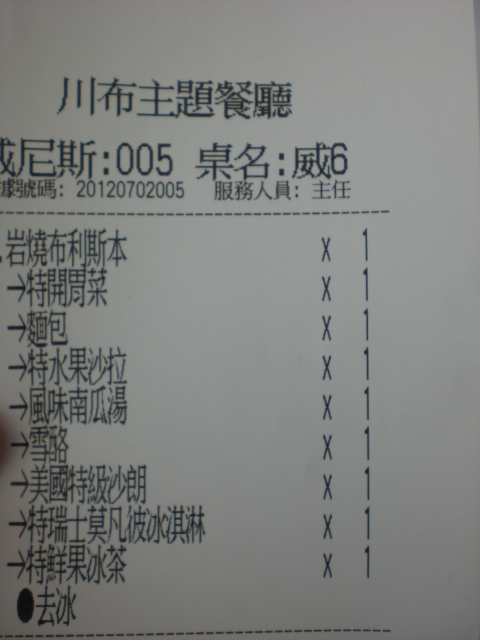 川布主題餐廳
威尼斯:005 桌名:威6
據號碼: 20120702005 服務人員: 主任
岩燒布利斯本 X 1
→特開胃菜 X 1
→麵包 X 1
→特水果沙拉 X 1
→風味南瓜湯 X 1
→雪酪 X 1
→美國特級沙朗 X 1
→特瑞士莫凡彼冰淇淋 X 1
→特鮮果冰茶 X 1
●去冰